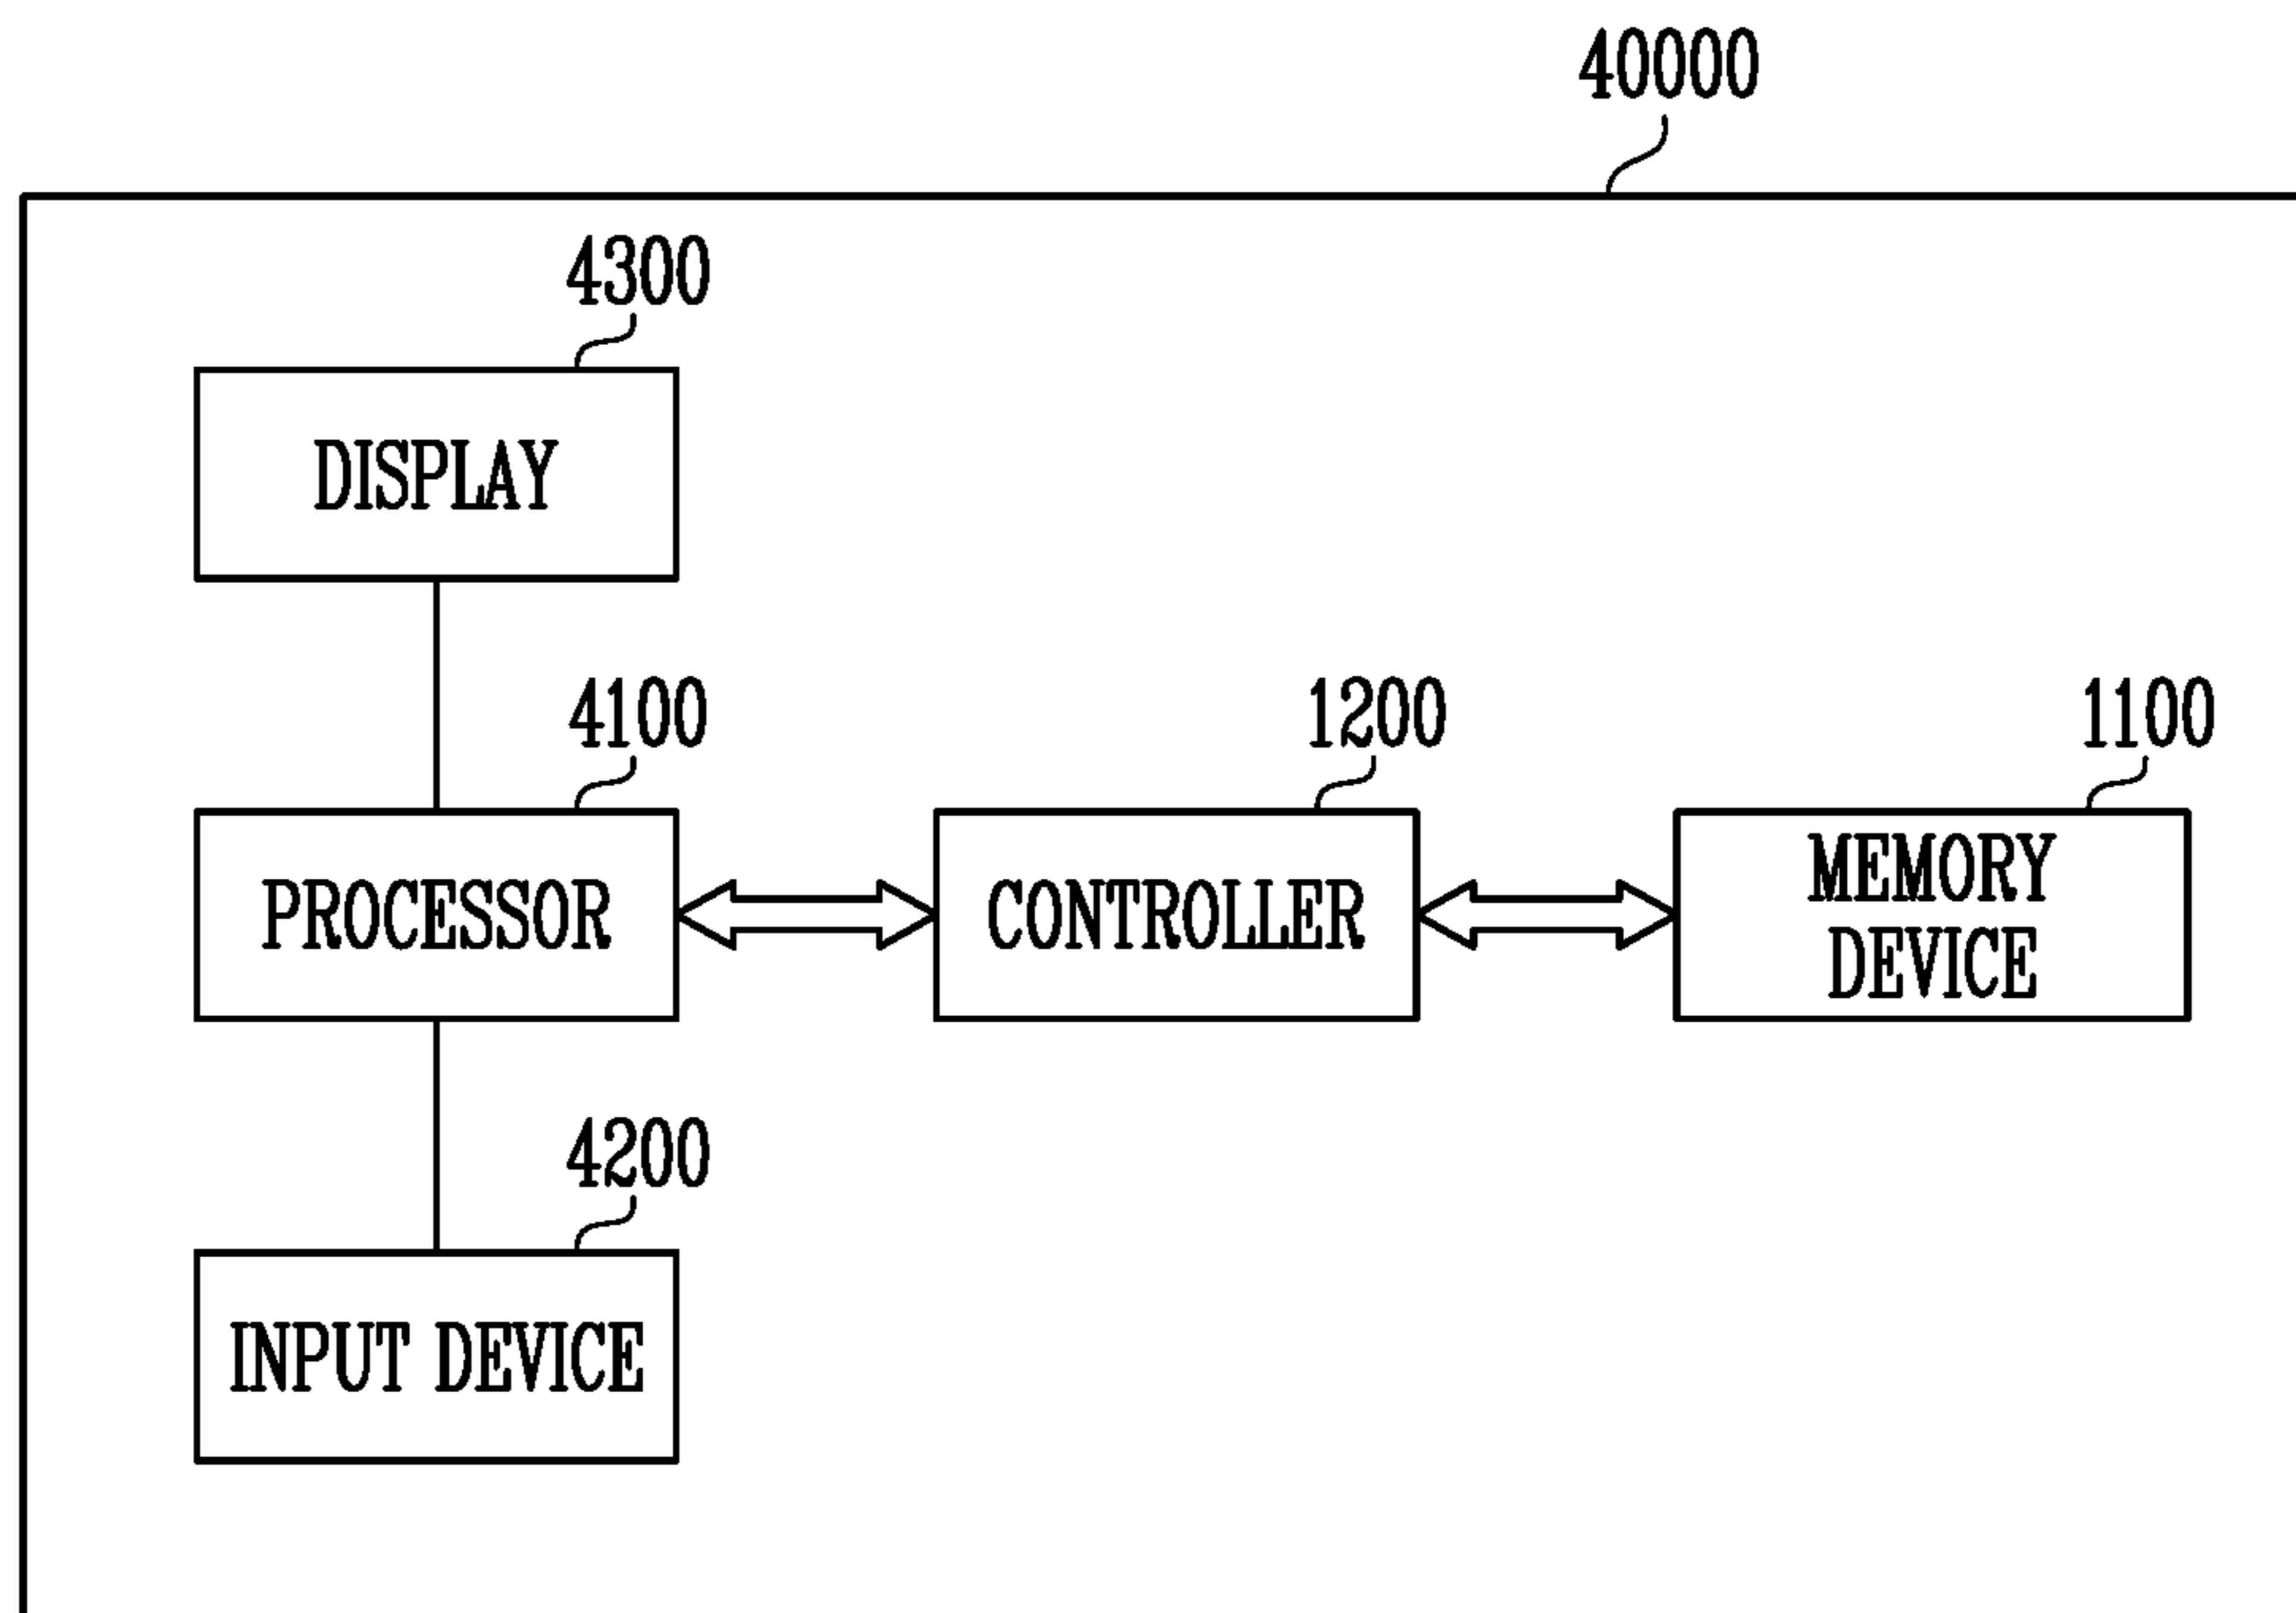 40000
4300
DISPLAY
4100
1200
1100
PROCESSOR
CONTROLLER
MEMORY
DEVICE
4200
INPUT DEVICE